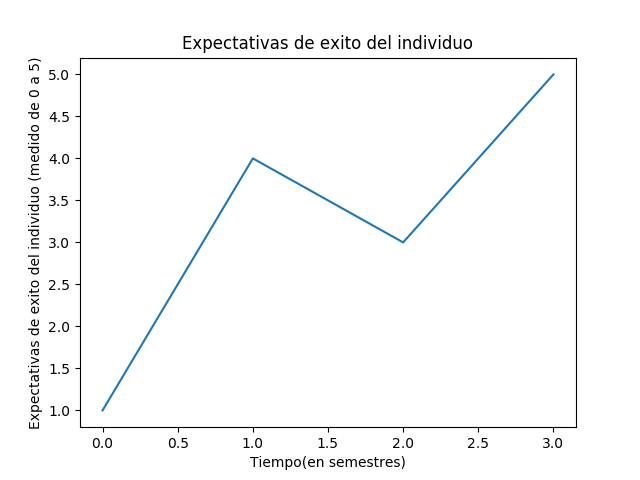 Expectativas de exito del individuo
Expectativas de exito del individuo (medido de 0 a 5)
5.0
4.5
4.0
3.5
3.0
2.5
2.0
1.5
1.0
0.0 0.5 1.0 1.5 2.0 2.5 3.0
Tiempo(en semestres)